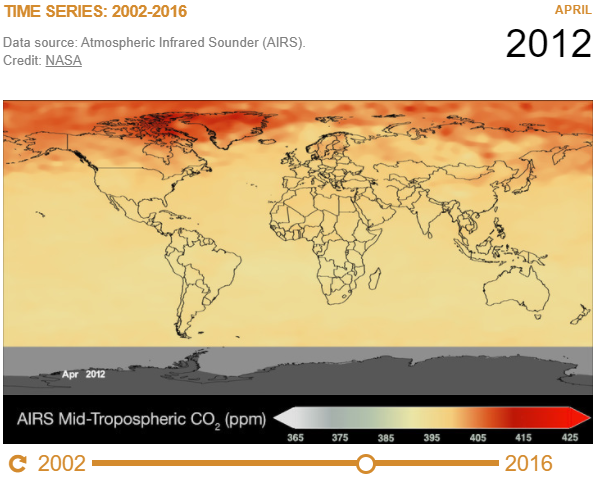 TIME SERIES: 2002-2016
APRIL
2012
Data source: Atmospheric Infrared Sounder (AIRS).
Credit: NASA
Apr 2012
AIRS Mid-Tropospheric CO2 (ppm)
365 375 385 395 405 415 425
2002
2016